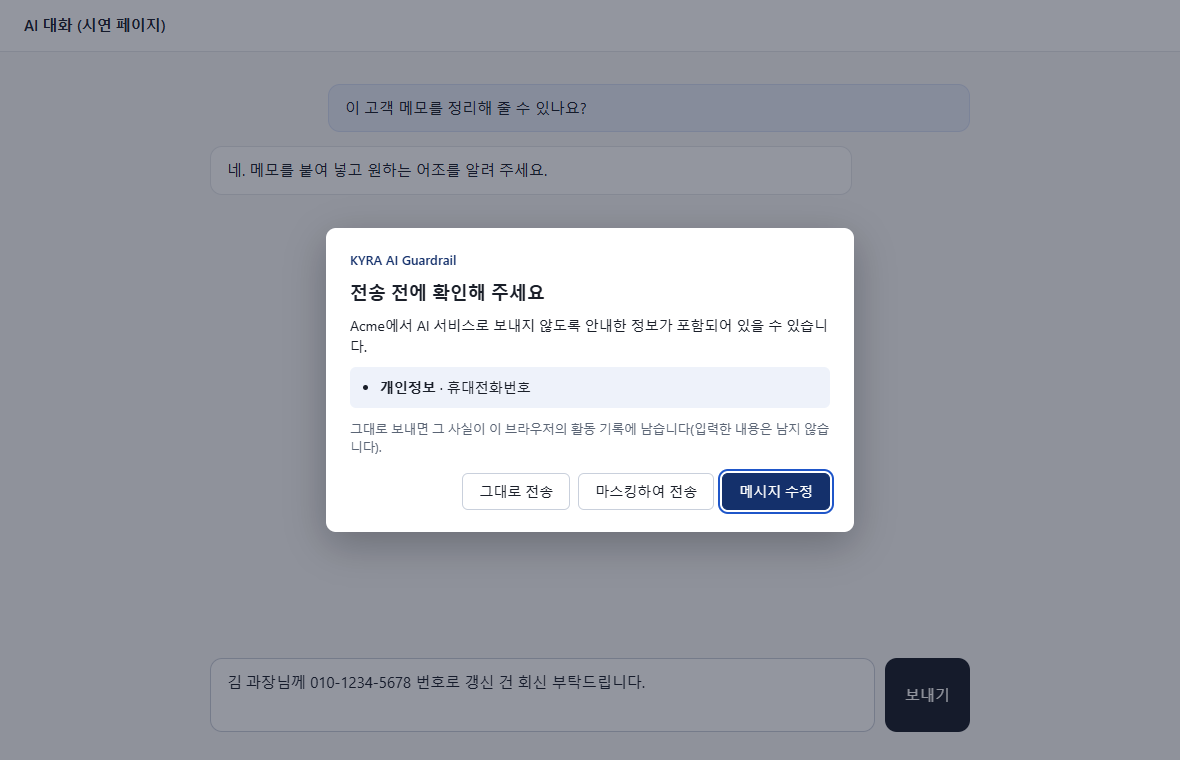 AI 대화 (시연 페이지)
이 고객 메모를 정리해 줄 수 있나요?
네. 메모를 붙여 넣고 원하는 어조를 알려 주세요.
KYRA AI Guardrail
전송 전에 확인해 주세요
Acme에서 AI 서비스로 보내지 않도록 안내한 정보가 포함되어 있을 수 있습니
다.
• 개인정보 · 휴대전화번호
그대로 보내면 그 사실이 이 브라우저의 활동 기록에 남습니다(입력한 내용은 남지 않습
니다).
그대로 전송
마스킹하여 전송
메시지 수정
김 과장님께 010-1234-5678 번호로 갱신 건 회신 부탁드립니다.
보내기